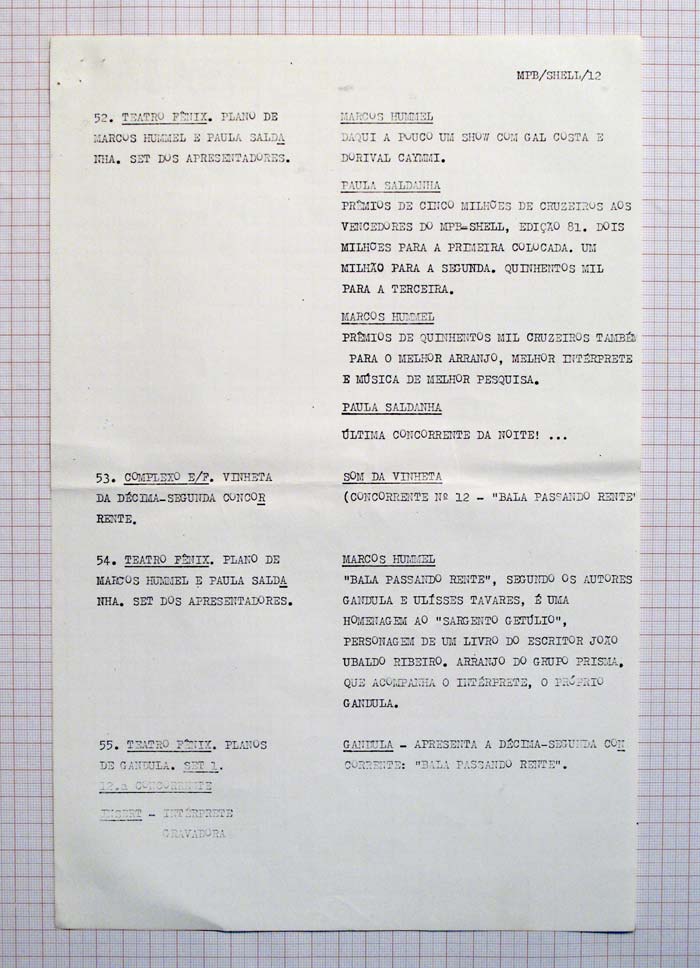 MPB/SHELL/12
52. TEATRO FÊNIX. PLANO DE
MARCOS HUMMEL E PAULA SALDA
NHA. SET DOS APRESENTADORES.
MARCOS HUMMEL
DAQUI A POUCO UM SHOW COM GAL COSTA E
DORIVAL CAYMMI.
PAULA SALDANHA
PRÊMIOS DE CINCO MILHÕES DE CRUZEIROS AOS
VENCEDORES DO MPB-SHELL, EDIÇÃO 81. DOIS
MILHÕES PARA A PRIMEIRA COLOCADA. UM
MILHÃO PARA A SEGUNDA. QUINHENTOS MIL
PARA A TERCEIRA.
MARCOS HUMMEL
PRÊMIOS DE QUINHENTOS MIL CRUZEIROS TAMBÉM
PARA O MELHOR ARRANJO, MELHOR INTÉRPRETE
E MÚSICA DE MELHOR PESQUISA.
PAULA SALDANHA
ÚLTIMA CONCORRENTE DA NOITE! ...
53. COMPLEXO E/F. VINHETA
DA DÉCIMA-SEGUNDA CONCOR
RENTE.
SOM DA VINHETA
(CONCORRENTE Nº 12 - "BALA PASSANDO RENTE"
54. TEATRO FÊNIX. PLANO DE
MARCOS HUMMEL E PAULA SALDA
NHA. SET DOS APRESENTADORES.
MARCOS HUMMEL
"BALA PASSANDO RENTE", SEGUNDO OS AUTORES
GANDULA E ULÍSSES TAVARES, É UMA
HOMENAGEM AO "SARGENTO GETÚLIO",
PERSONAGEM DE UM LIVRO DO ESCRITOR JOÃO
UBALDO RIBEIRO. ARRANJO DO GRUPO PRISMA,
QUE ACOMPANHA O INTÉRPRETE, O PRÓPRIO
GANDULA.
55. TEATRO FÊNIX. PLANOS
DE GANDULA. SET 1.
12.a CONCORRENTE
INSERT - INTÉRPRETE
GRAVADORA
GANDULA - APRESENTA A DÉCIMA-SEGUNDA CON
CORRENTE: "BALA PASSANDO RENTE".